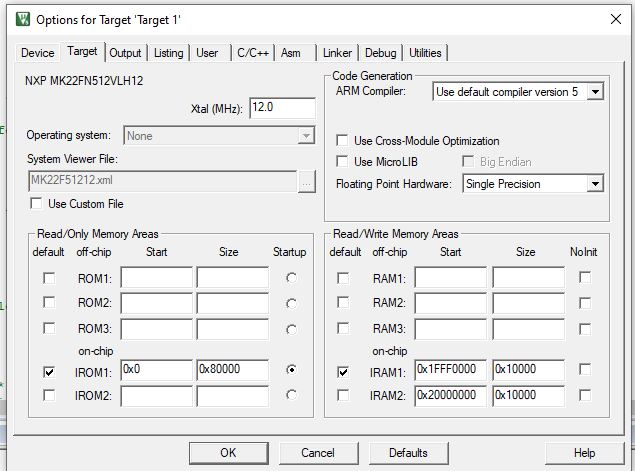 Options for Target 'Target 1'
Device Target Output Listing User C/C++ Asm Linker Debug Utilities
NXP MK22FN512VLH12
Xtal (MHz): 12.0
Operating system: None
System Viewer File:
MK22F51212.xml ...
Use Custom File
Code Generation
ARM Compiler: Use default compiler version 5
Use Cross-Module Optimization
Use MicroLIB Big Endian
Floating Point Hardware: Single Precision
Read/Only Memory Areas
default off-chip Start Size Startup
ROM1:
ROM2:
ROM3:
on-chip
IROM1: 0x0 0x80000
IROM2:
Read/Write Memory Areas
default off-chip Start Size NoInit
RAM1:
RAM2:
RAM3:
on-chip
IRAM1: 0x1FFF0000 0x10000
IRAM2: 0x20000000 0x10000
OK Cancel Defaults Help